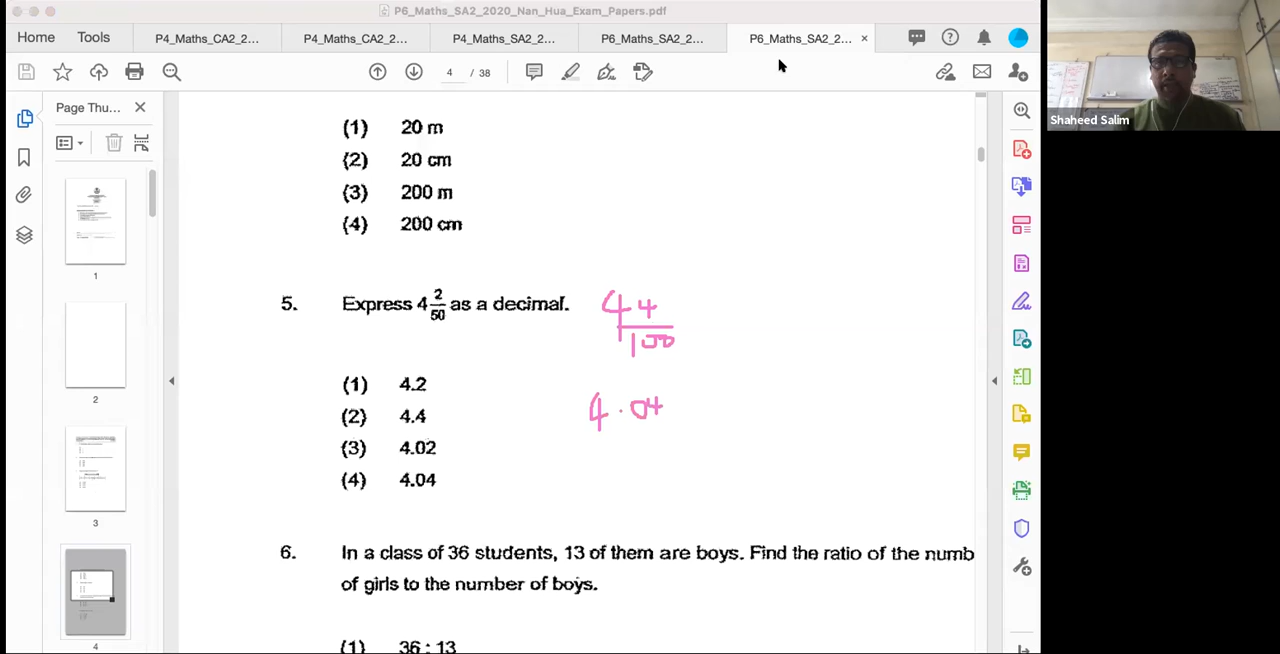 P6_Maths_SA2_2020_Nan_Hua_Exam_Papers.pdf
Home Tools P4_Maths_CA2_2... P4_Maths_CA2_2... P4_Maths_SA2_2... P6_Maths_SA2_2... P6_Maths_SA2_2... ×
4 / 38
Page Thu...
Shaheed Salim
(1) 20 m
(2) 20 cm
(3) 200 m
(4) 200 cm
5. Express 4 2/50 as a decimal.
4 4/100
(1) 4.2
(2) 4.4
4.04
(3) 4.02
(4) 4.04
6. In a class of 36 students, 13 of them are boys. Find the ratio of the numb
of girls to the number of boys.
(1) 36 : 13
1
2
3
4